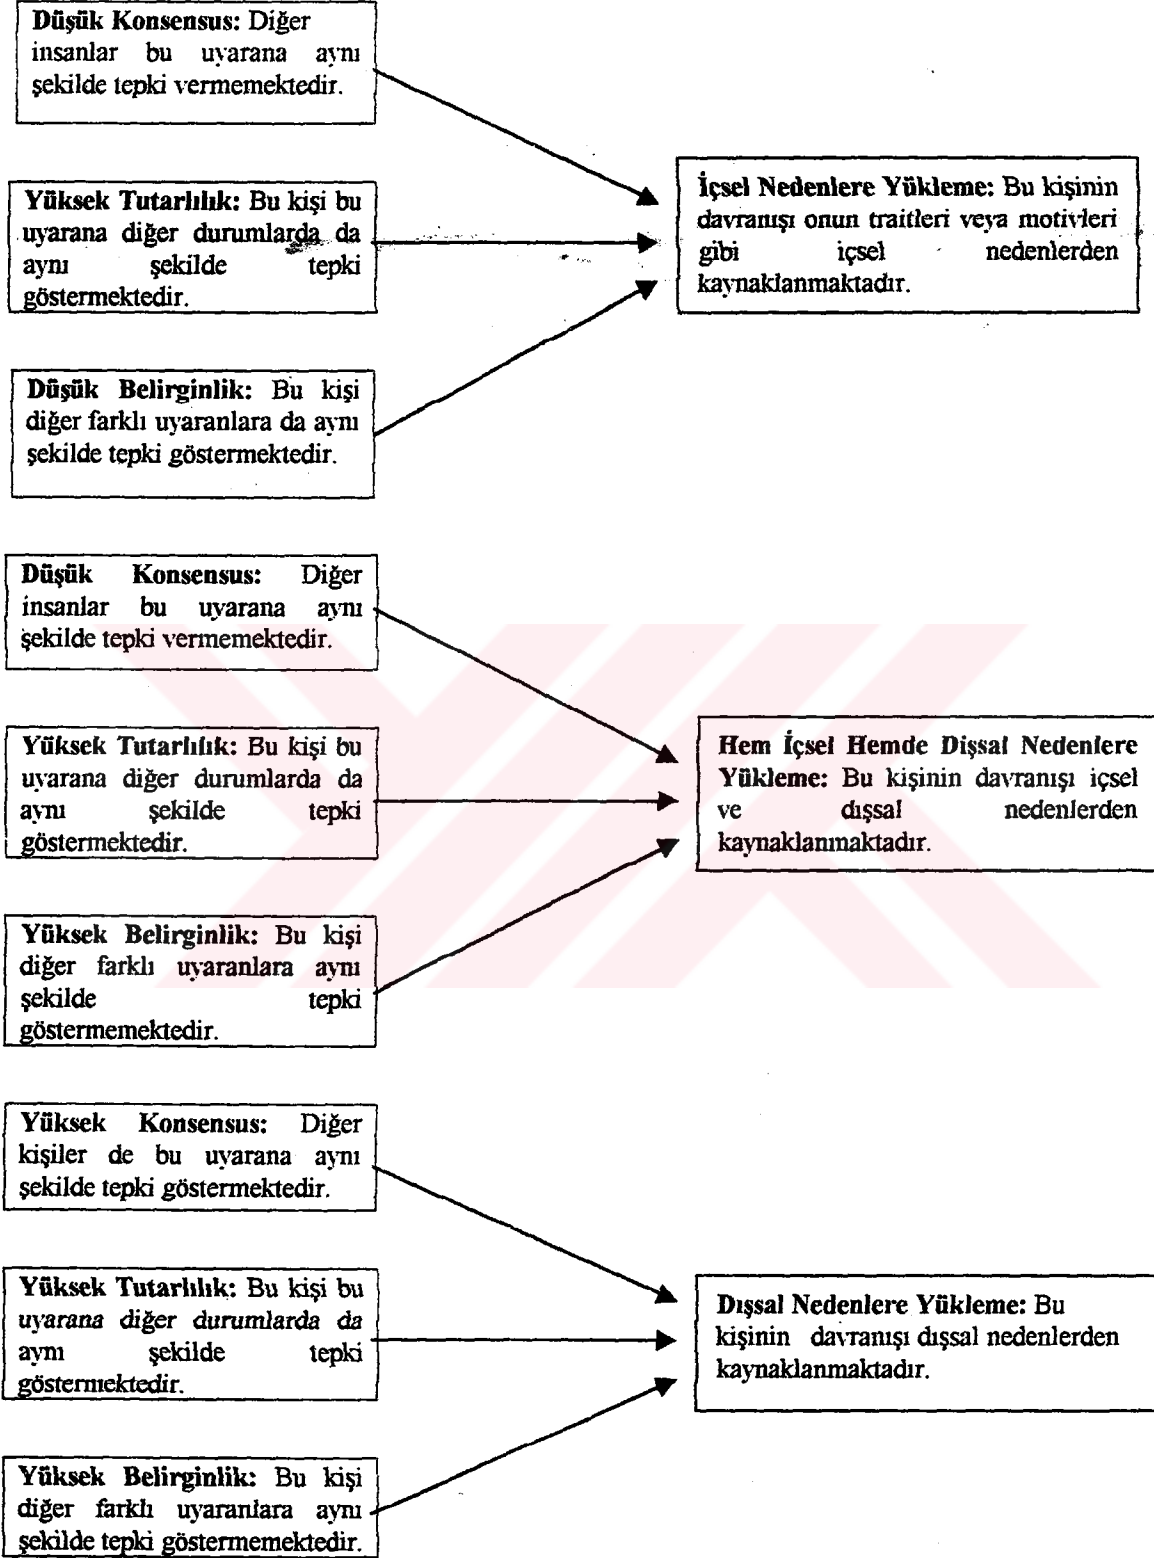 Düşük Konsensus: Diğer
insanlar bu uyarana aynı
şekilde tepki vermemektedir.
Yüksek Tutarlılık: Bu kişi bu
uyarana diğer durumlarda da
aynı şekilde tepki
göstermektedir.
Düşük Belirginlik: Bu kişi
diğer farklı uyaranlara da aynı
şekilde tepki göstermektedir.
İçsel Nedenlere Yükleme: Bu kişinin
davranışı onun traitleri veya motivleri
gibi içsel nedenlerden
kaynaklanmaktadır.
Düşük Konsensus: Diğer
insanlar bu uyarana aynı
şekilde tepki vermemektedir.
Yüksek Tutarlılık: Bu kişi bu
uyarana diğer durumlarda da
aynı şekilde tepki
göstermektedir.
Yüksek Belirginlik: Bu kişi
diğer farklı uyaranlara aynı
şekilde tepki
göstermemektedir.
Hem İçsel Hemde Dişsal Nedenlere
Yükleme: Bu kişinin davranışı içsel
ve dışsal nedenlerden
kaynaklanmaktadır.
Yüksek Konsensus: Diğer
kişiler de bu uyarana aynı
şekilde tepki göstermektedir.
Yüksek Tutarlılık: Bu kişi bu
uyarana diğer durumlarda da
aynı şekilde tepki
göstermektedir.
Yüksek Belirginlik: Bu kişi
diğer farklı uyaranlara aynı
şekilde tepki göstermemektedir.
Dışsal Nedenlere Yükleme: Bu
kişinin davranışı dışsal nedenlerden
kaynaklanmaktadır.